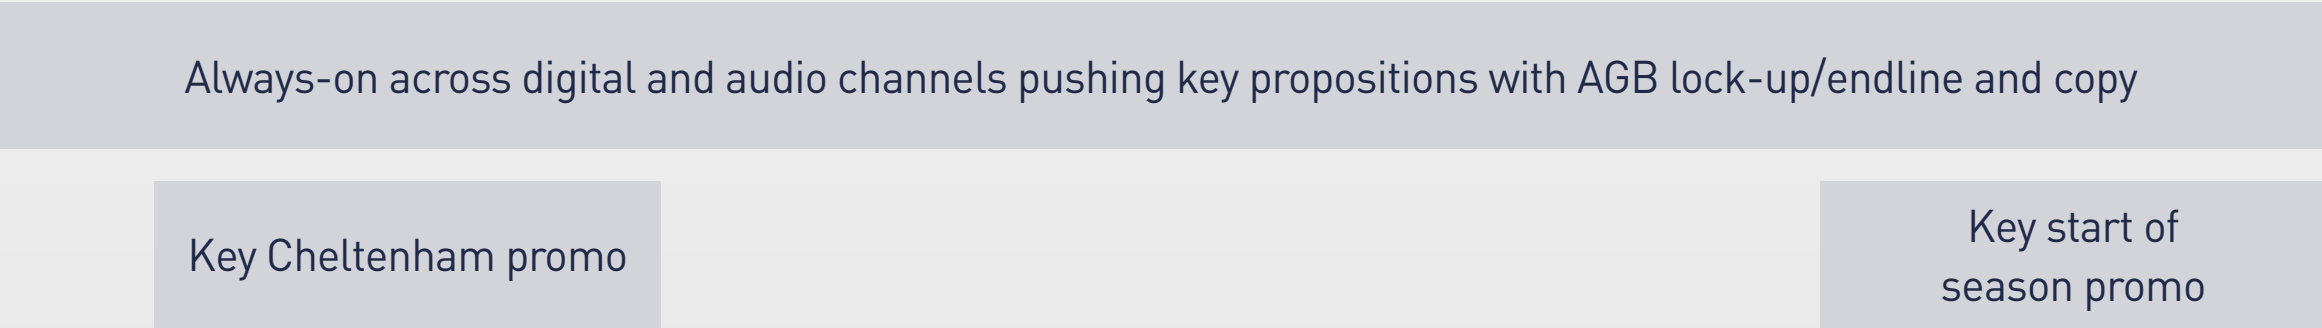 Always-on across digital and audio channels pushing key propositions with AGB lock-up/endline and copy
Key Cheltenham promo
Key start of
season promo